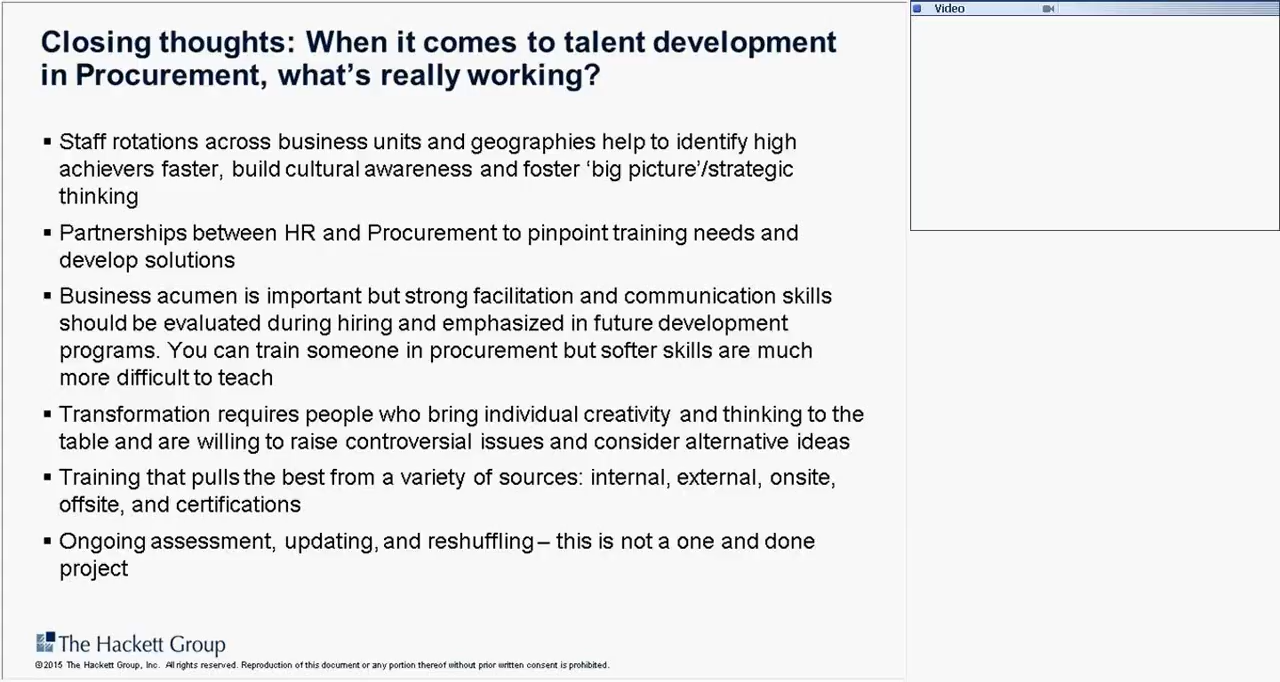 Closing thoughts: When it comes to talent development
in Procurement, what's really working?
▪ Staff rotations across business units and geographies help to identify high
achievers faster, build cultural awareness and foster ‘big picture’/strategic
thinking
▪ Partnerships between HR and Procurement to pinpoint training needs and
develop solutions
▪ Business acumen is important but strong facilitation and communication skills
should be evaluated during hiring and emphasized in future development
programs. You can train someone in procurement but softer skills are much
more difficult to teach
▪ Transformation requires people who bring individual creativity and thinking to the
table and are willing to raise controversial issues and consider alternative ideas
▪ Training that pulls the best from a variety of sources: internal, external, onsite,
offsite, and certifications
▪ Ongoing assessment, updating, and reshuffling – this is not a one and done
project
The Hackett Group
©2015 The Hackett Group, Inc. All rights reserved. Reproduction of this document or any portion thereof without prior written consent is prohibited.
Video